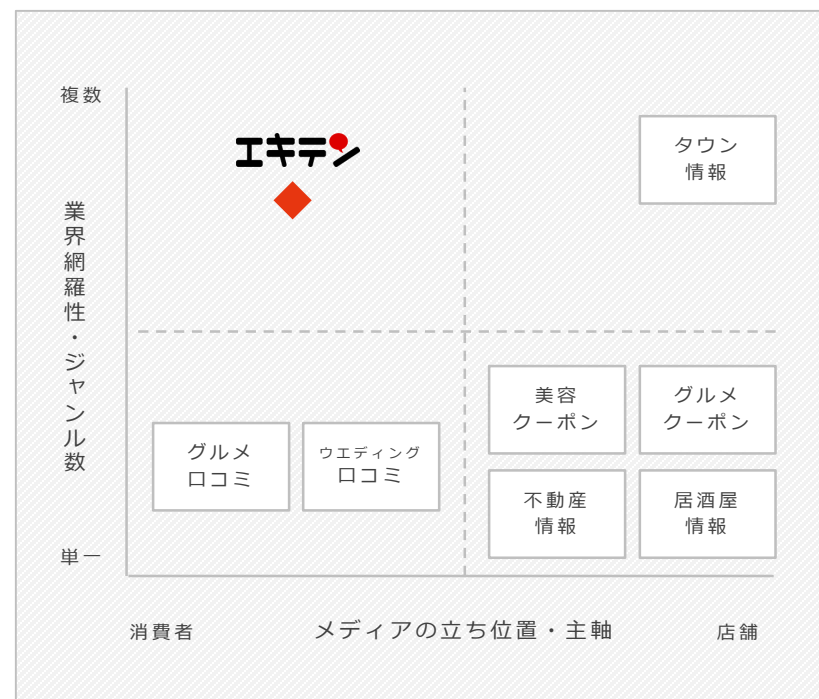 複数
エキテン
タウン
情報
業界網羅性・ジャンル数
美容
クーポン
グルメ
クーポン
グルメ
口コミ
ウエディング
口コミ
不動産
情報
居酒屋
情報
単一
消費者
メディアの立ち位置・主軸
店舗